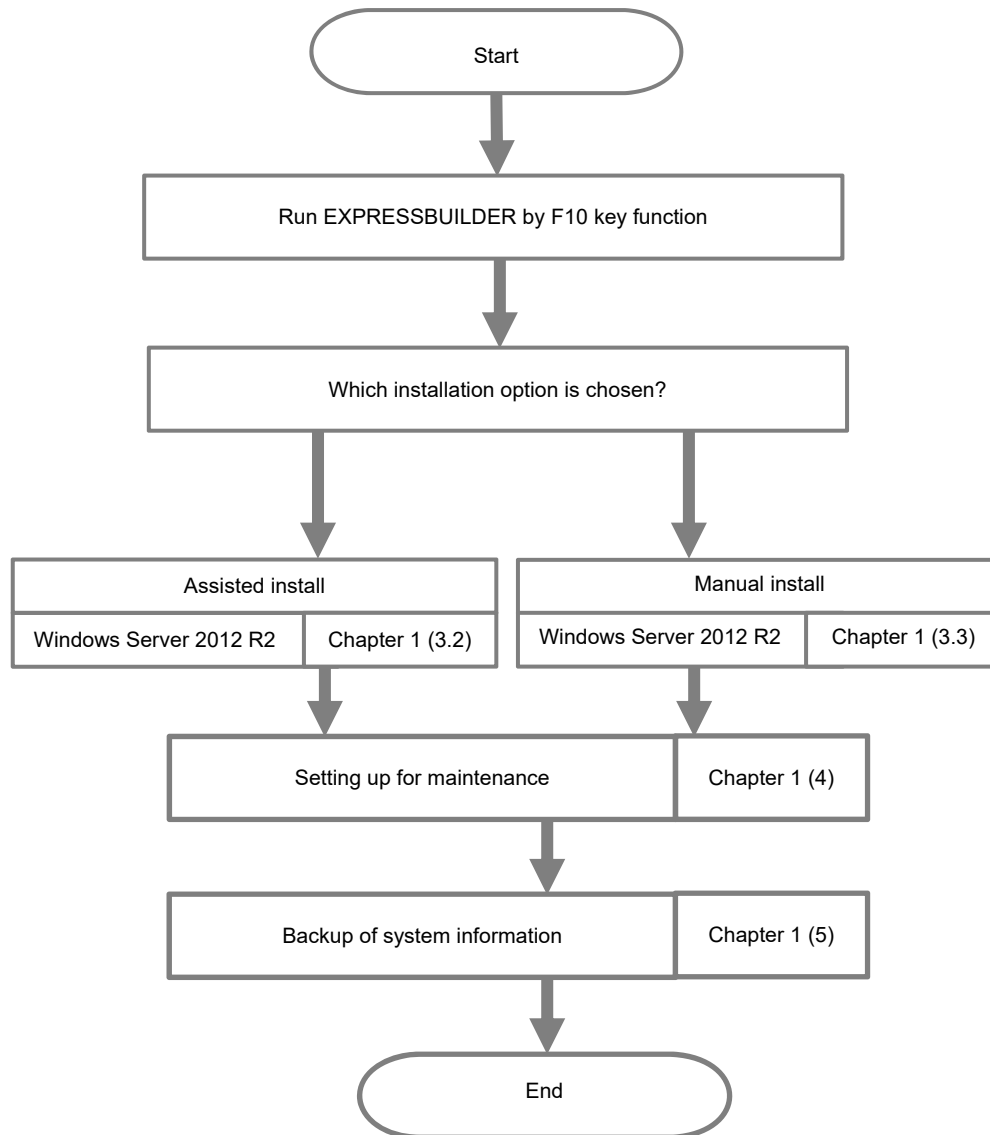 Start
Run EXPRESSBUILDER by F10 key function
Which installation option is chosen?
Assisted install
Windows Server 2012 R2
Chapter 1 (3.2)
Manual install
Windows Server 2012 R2
Chapter 1 (3.3)
Setting up for maintenance
Chapter 1 (4)
Backup of system information
Chapter 1 (5)
End